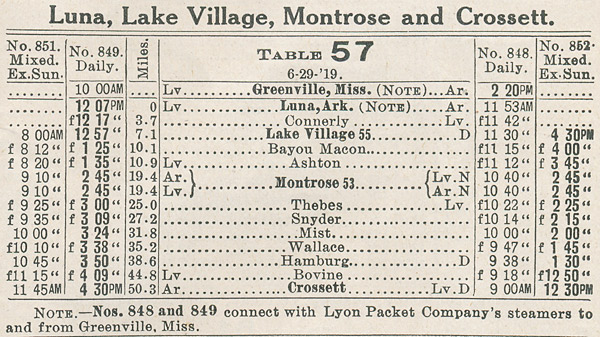 Luna, Lake Village, Montrose and Crossett.
No. 851. Mixed. Ex.Sun. No. 849. Daily. Miles. TABLE 57 6-29-'19. No. 848. Daily. No. 852. Mixed. Ex.Sun.
........ 10 00AM .... Lv........Greenville, Miss. (NOTE)...Ar. 2 20PM ........
........ 12 07PM 0 Lv........Luna, Ark. (NOTE)....Ar. 11 53AM ........
........ f12 17" 3.7 ........Connerly........Lv. f11 42" ........
8 00AM 12 57" 7.1 ........Lake Village 55........D 11 30" 4 30PM
f 8 12" f 1 25" 10.1 ........Bayou Macon........ f11 15" f 4 00"
f 8 20" f 1 35" 10.9 Lv........Ashton........ f11 12" f 3 45"
9 10" 2 45" 19.4 Ar. } Montrose 53 { Lv.N 10 40" 2 45"
9 10" 2 45" 19.4 Lv. Ar.N 10 40" 2 45"
f 9 25" f 3 00" 25.0 ........Thebes........Lv. f10 22" f 2 25"
f 9 35" f 3 09" 27.2 ........Snyder........ f10 14" f 2 15"
10 00" 3 24" 31.8 ........Mist........ 10 00" 2 00"
f10 10" f 3 38" 35.2 ........Wallace........ f 9 47" f 1 45"
10 45" 3 50" 38.6 ........Hamburg........D 9 38" 1 30"
f11 15" f 4 09" 44.8 Lv........Bovine........ f 9 18" f12 50"
11 45AM 4 30PM 50.3 Ar........Crossett........Lv.D 9 00AM 12 30PM
NOTE.—Nos. 848 and 849 connect with Lyon Packet Company's steamers to
and from Greenville, Miss.